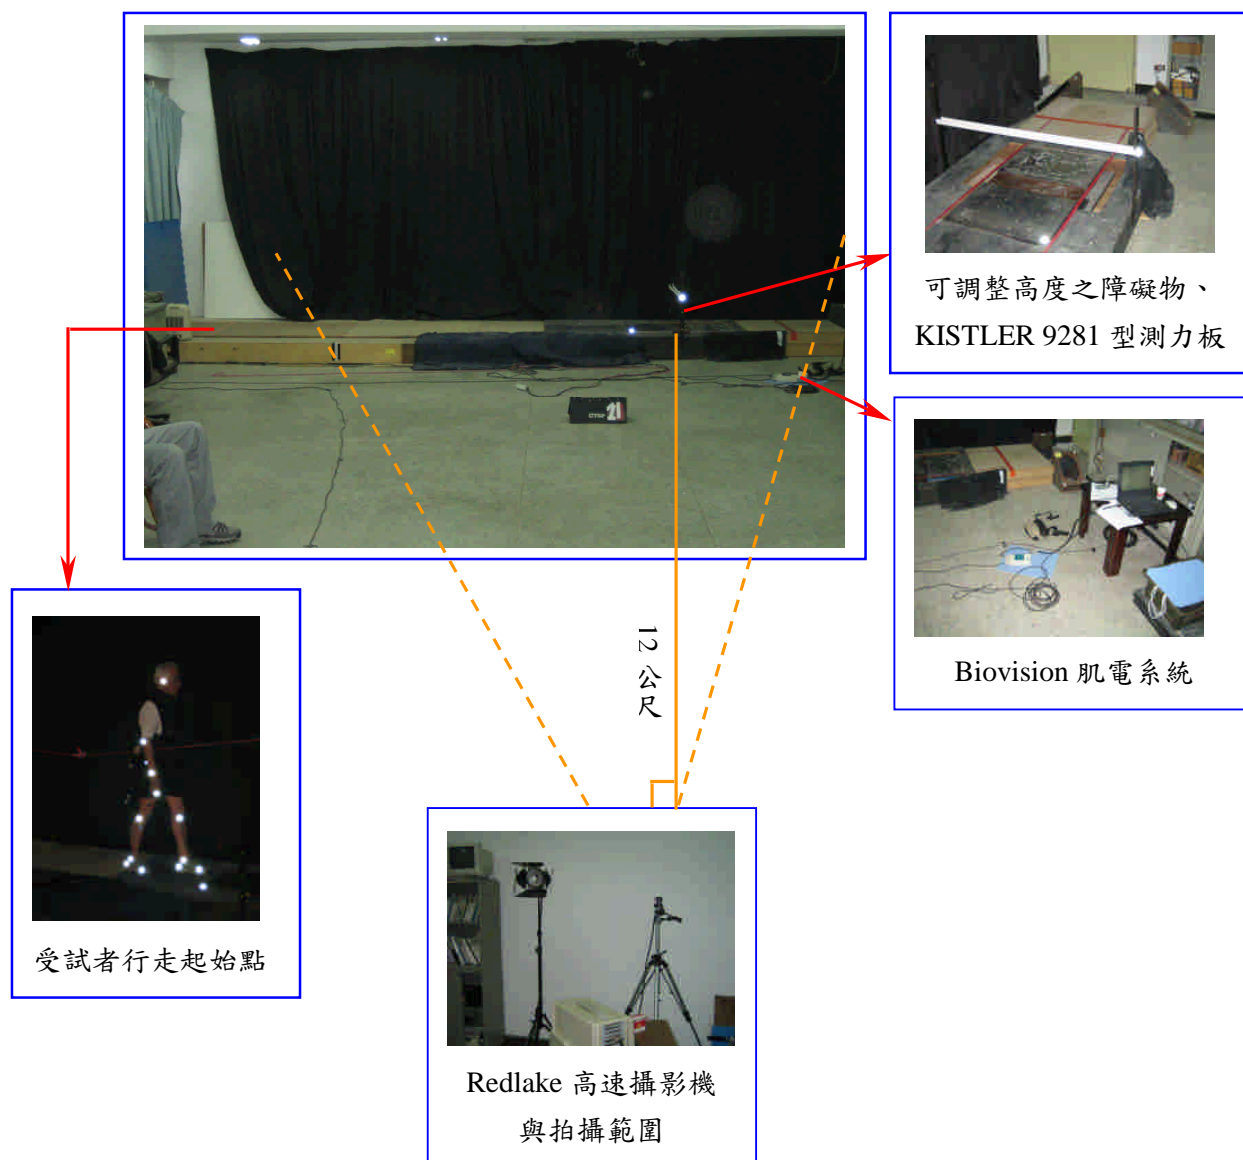 可調整高度之障礙物、
KISTLER 9281 型測力板
Biovision 肌電系統
12 公尺
受試者行走起始點
Redlake 高速攝影機
與拍攝範圍